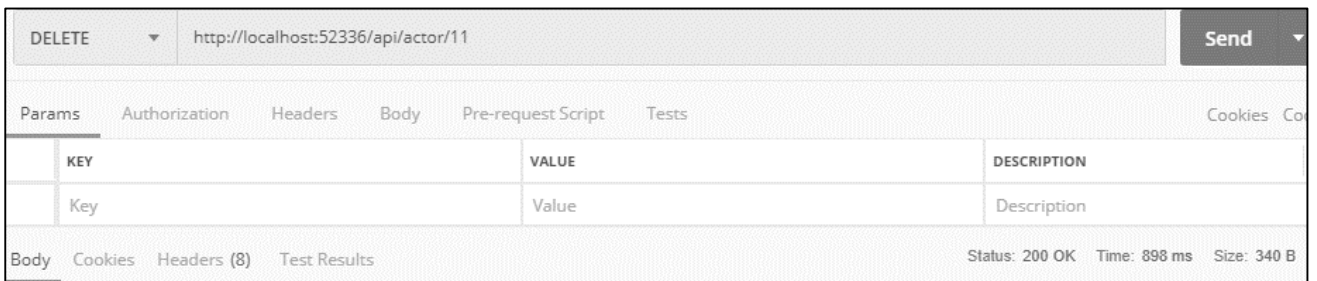 DELETE http://localhost:52336/api/actor/11 Send
Params Authorization Headers Body Pre-request Script Tests Cookies
KEY VALUE DESCRIPTION
Key Value Description
Body Cookies Headers (8) Test Results Status: 200 OK Time: 898 ms Size: 340 B